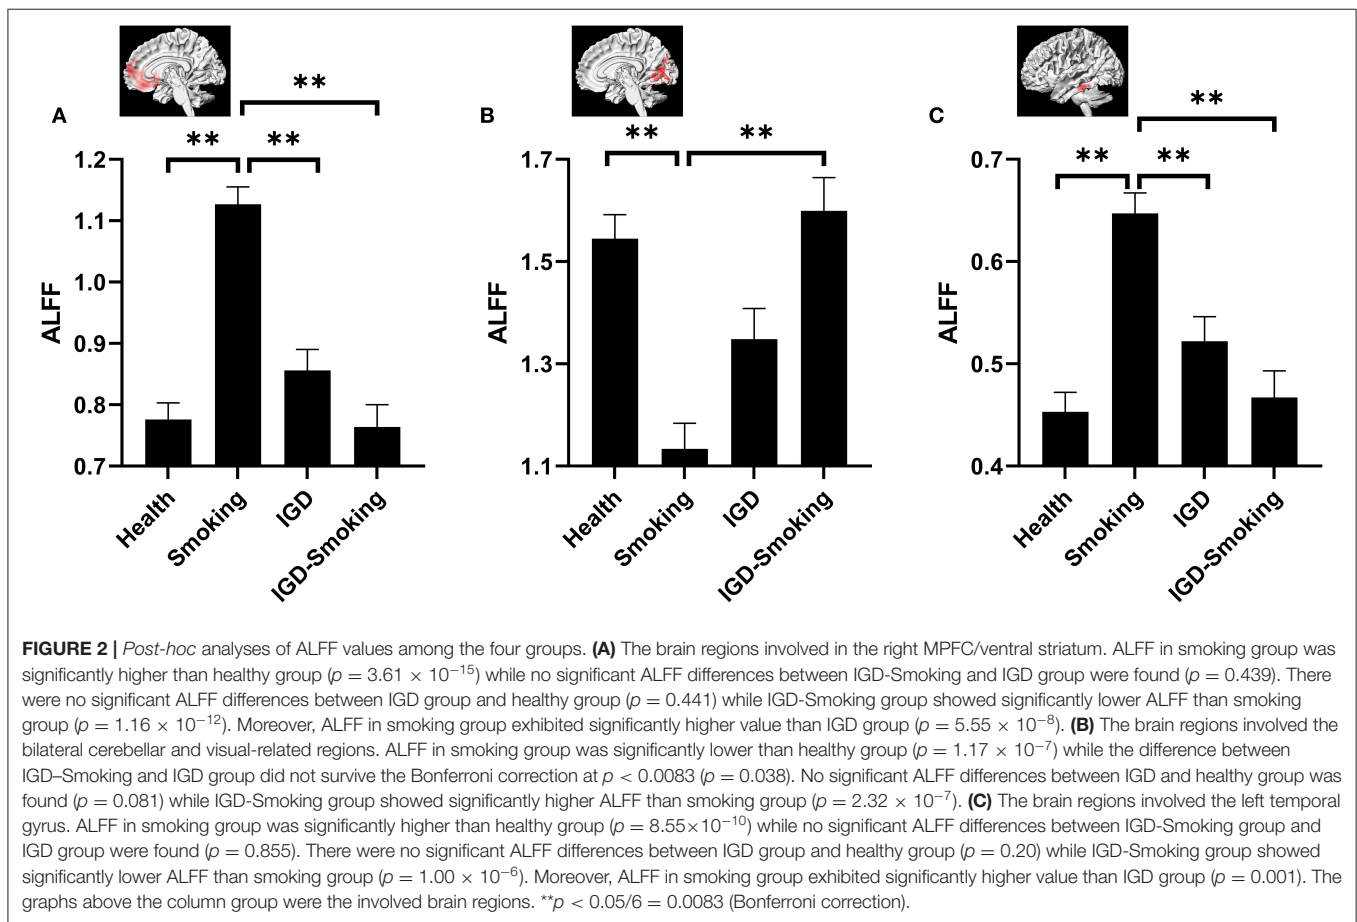 **
**
**
A
1.2
1.1
1.0
0.9
0.8
0.7
ALFF
Health
Smoking
IGD
IGD-Smoking
**
**
B
1.7
1.5
1.3
1.1
ALFF
Health
Smoking
IGD
IGD-Smoking
**
**
**
C
0.7
0.6
0.5
0.4
ALFF
Health
Smoking
IGD
IGD-Smoking
FIGURE 2 | Post-hoc analyses of ALFF values among the four groups. (A) The brain regions involved in the right MPFC/ventral striatum. ALFF in smoking group was
significantly higher than healthy group (p = 3.61 × 10−15) while no significant ALFF differences between IGD-Smoking and IGD group were found (p = 0.439). There
were no significant ALFF differences between IGD group and healthy group (p = 0.441) while IGD-Smoking group showed significantly lower ALFF than smoking
group (p = 1.16 × 10−12). Moreover, ALFF in smoking group exhibited significantly higher value than IGD group (p = 5.55 × 10−8). (B) The brain regions involved the
bilateral cerebellar and visual-related regions. ALFF in smoking group was significantly lower than healthy group (p = 1.17 × 10−7) while the difference between
IGD–Smoking and IGD group did not survive the Bonferroni correction at p < 0.0083 (p = 0.038). No significant ALFF differences between IGD and healthy group was
found (p = 0.081) while IGD-Smoking group showed significantly higher ALFF than smoking group (p = 2.32 × 10−7). (C) The brain regions involved the left temporal
gyrus. ALFF in smoking group was significantly higher than healthy group (p = 8.55×10−10) while no significant ALFF differences between IGD-Smoking group and
IGD group were found (p = 0.855). There were no significant ALFF differences between IGD group and healthy group (p = 0.20) while IGD-Smoking group showed
significantly lower ALFF than smoking group (p = 1.00 × 10−6). Moreover, ALFF in smoking group exhibited significantly higher value than IGD group (p = 0.001). The
graphs above the column group were the involved brain regions. **p < 0.05/6 = 0.0083 (Bonferroni correction).